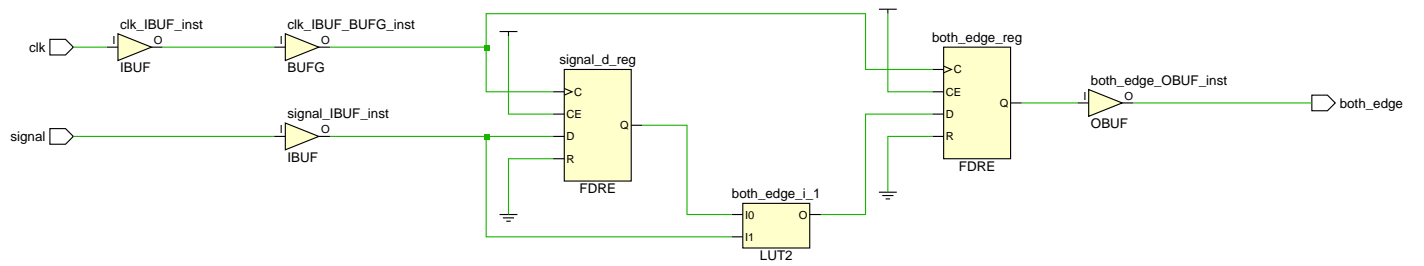 clk
clk_IBUF_inst
I
O
IBUF
clk_IBUF_BUFG_inst
I
O
BUFG
signal
signal_IBUF_inst
I
O
IBUF
signal_d_reg
C
CE
D
R
Q
FDRE
both_edge_i_1
I0
I1
O
LUT2
both_edge_reg
C
CE
D
R
Q
FDRE
both_edge_OBUF_inst
I
O
OBUF
both_edge